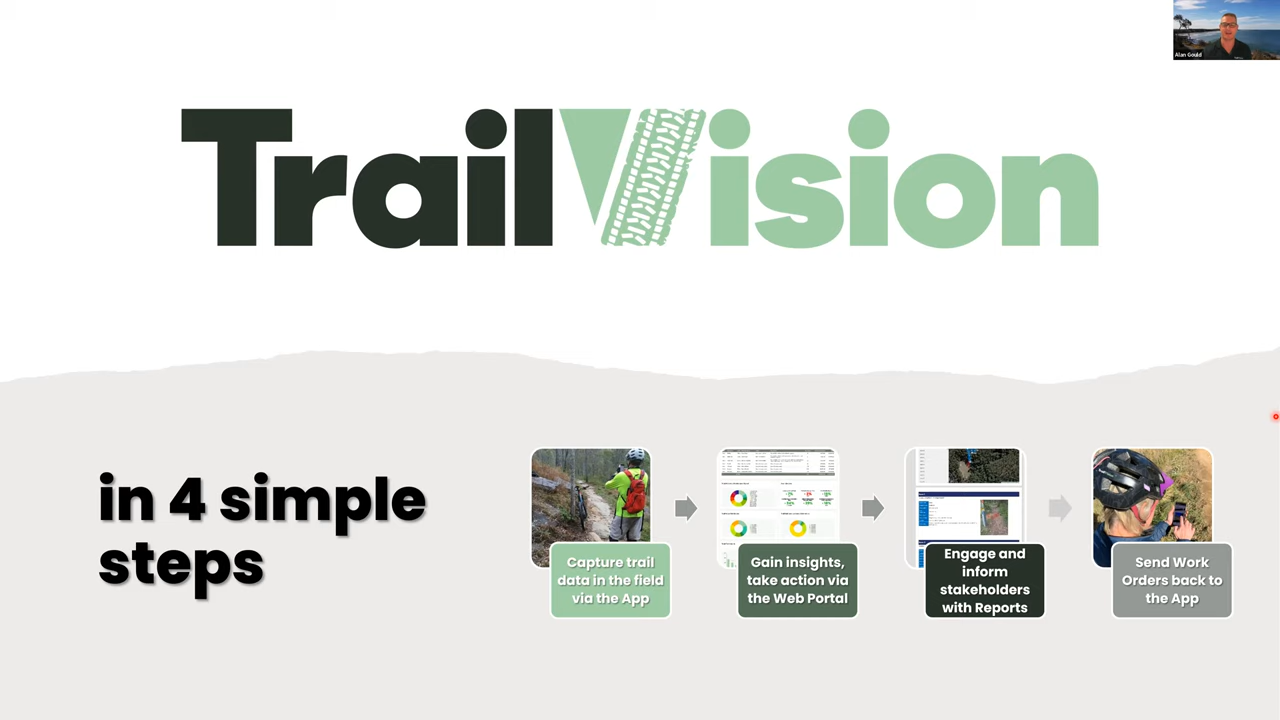 Alan Gould
TrailVision
in 4 simple
steps
Capture trail
data in the field
via the App
Gain insights,
take action via
the Web Portal
Engage and
inform
stakeholders
with Reports
Send Work
Orders back to
the App